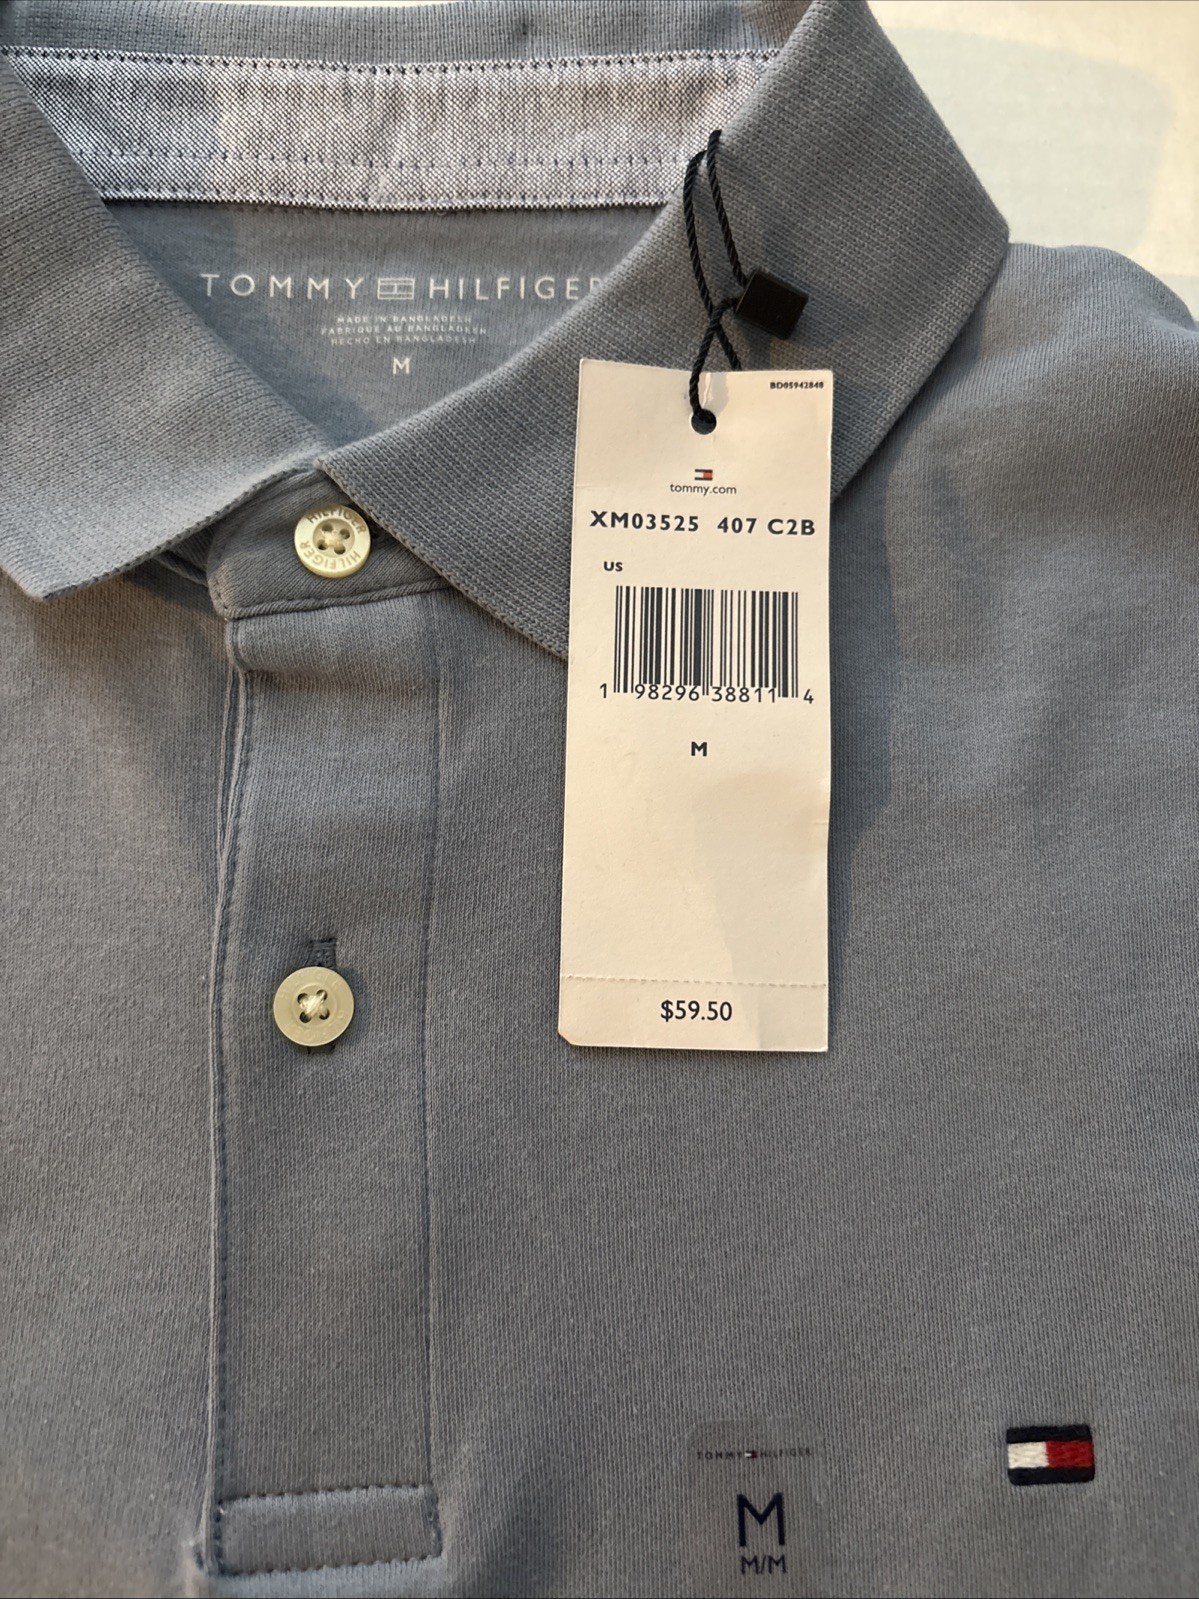 TOMMY HILFIGER
MADE IN BANGLADESH
FABRIQUE AU BANGLADESH
HECHO EN BANGLADESH
M
BD05942848
tommy.com
XM03525 407 C2B
US
1 98296 38811 4
M
$59.50
HILFIGER
HILFIGER
TOMMY HILFIGER
M
M/M